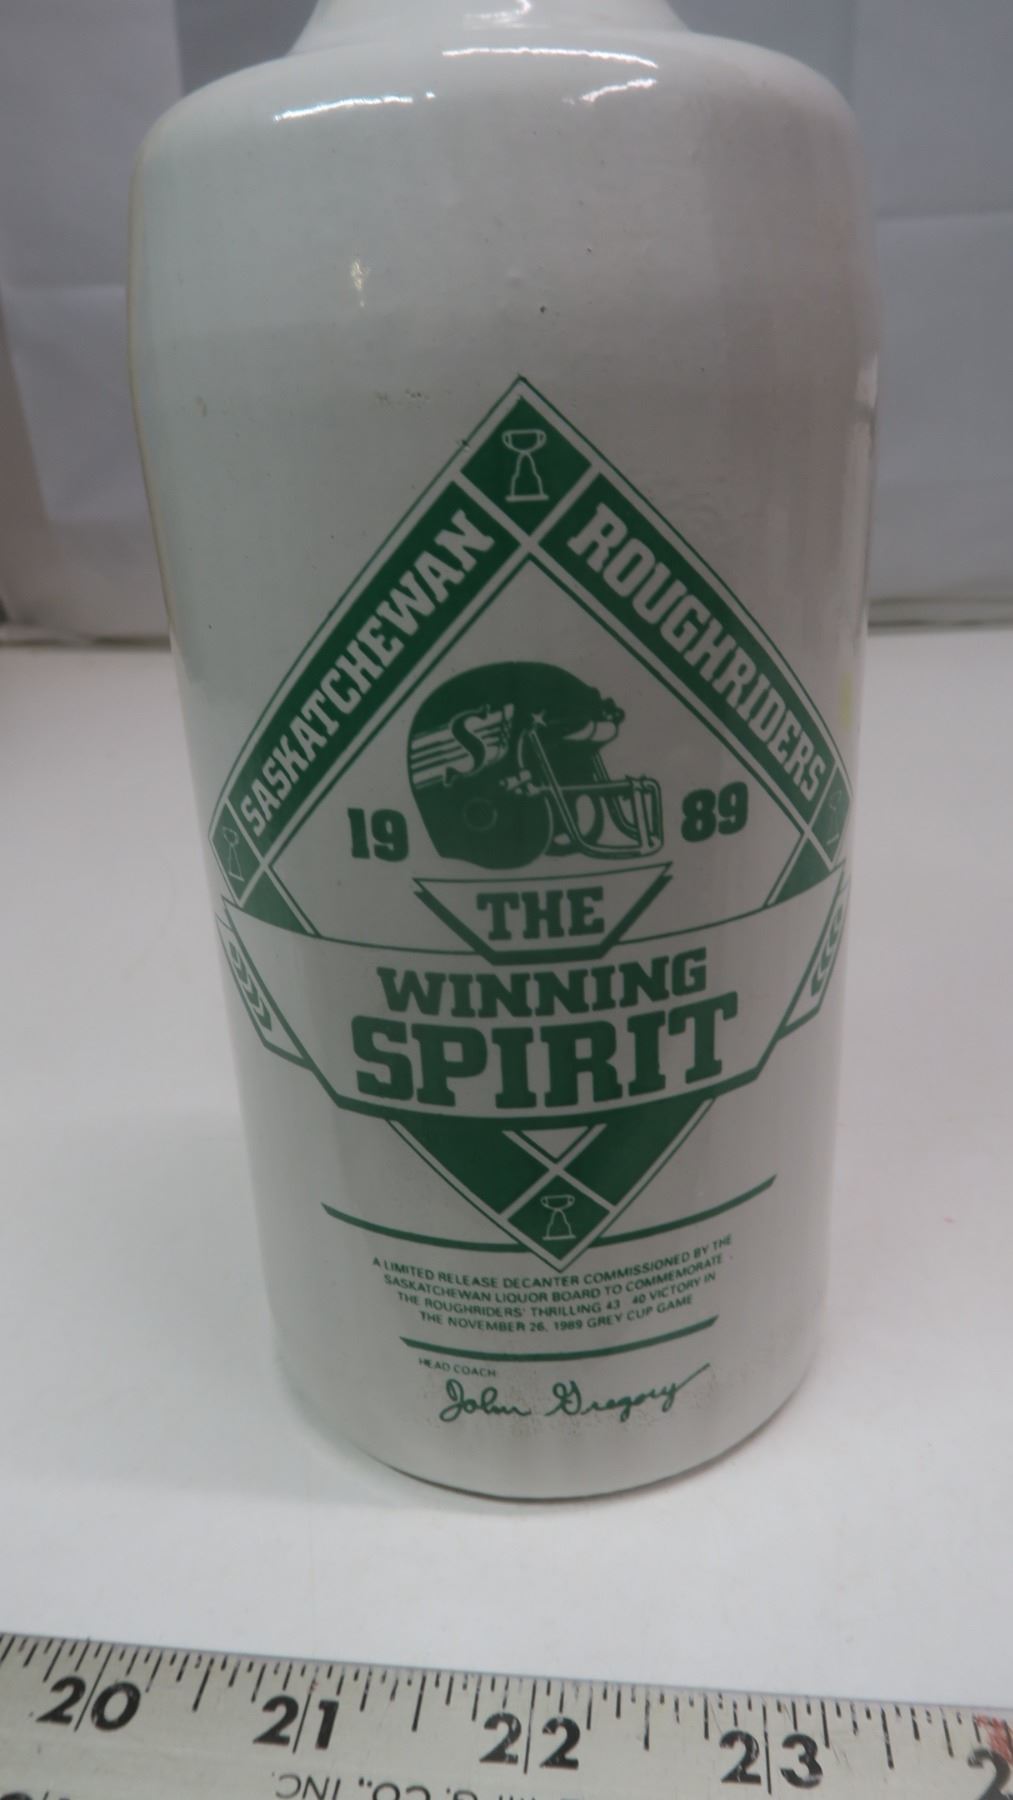 SASKATCHEWAN
ROUGHRIDERS
S
19 89
THE
WINNING
SPIRIT
A LIMITED RELEASE DECANTER COMMISSIONED BY THE
SASKATCHEWAN LIQUOR BOARD TO COMMEMORATE
THE ROUGHRIDERS' THRILLING 43 40 VICTORY IN
THE NOVEMBER 26, 1989 GREY CUP GAME
HEAD COACH
John Gregory
20 21 22 23
G. CO., INC.